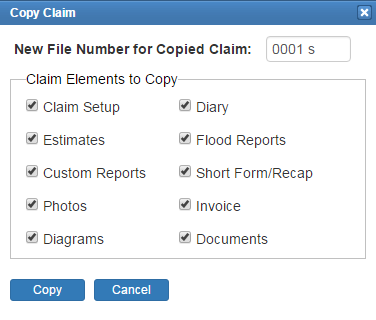 Copy Claim
New File Number for Copied Claim: 0001 s
Claim Elements to Copy
Claim Setup Diary
Estimates Flood Reports
Custom Reports Short Form/Recap
Photos Invoice
Diagrams Documents
Copy Cancel